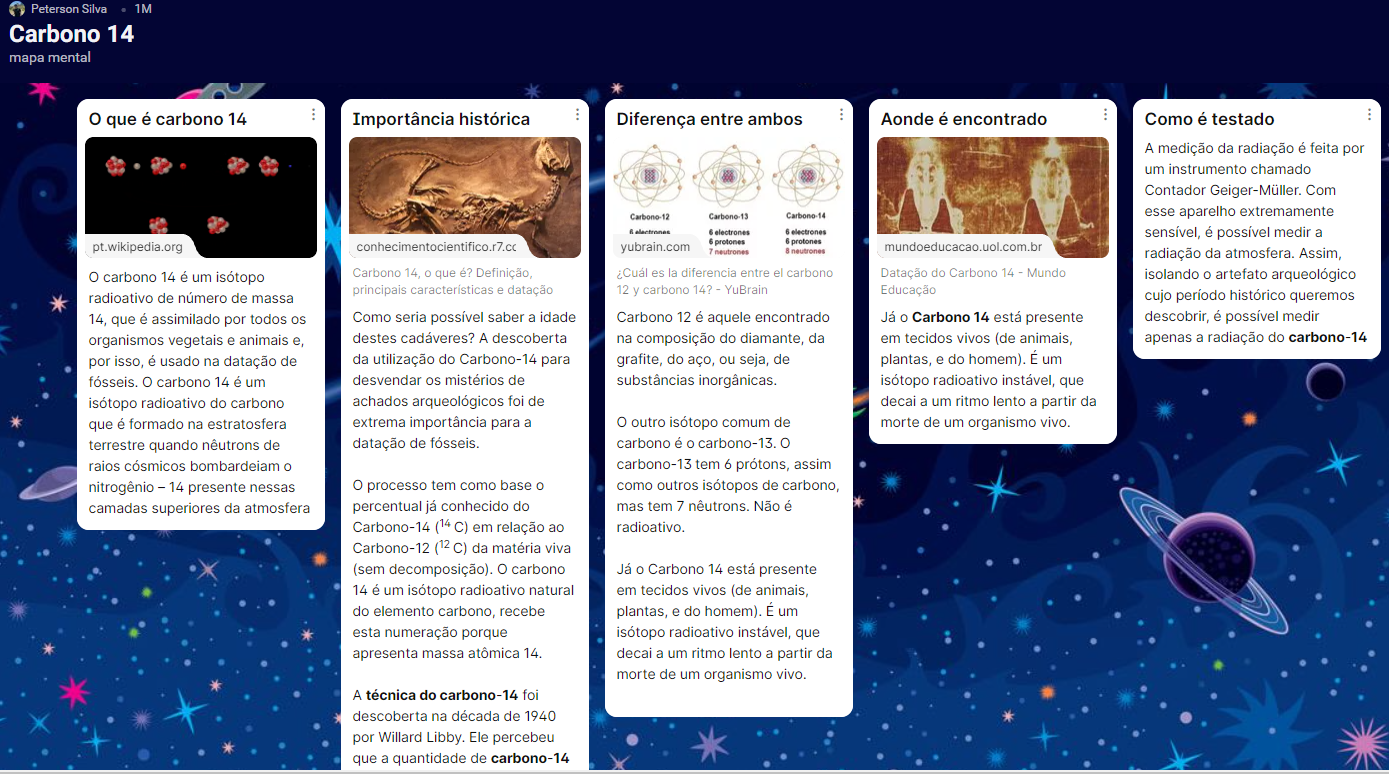 Peterson Silva • 1M
Carbono 14
mapa mental
O que é carbono 14
pt.wikipedia.org
O carbono 14 é um isótopo
radioativo de número de massa
14, que é assimilado por todos os
organismos vegetais e animais e,
por isso, é usado na datação de
fósseis. O carbono 14 é um
isótopo radioativo do carbono
que é formado na estratosfera
terrestre quando nêutrons de
raios cósmicos bombardeiam o
nitrogênio – 14 presente nessas
camadas superiores da atmosfera
Importância histórica
conhecimentocientifico.r7.cc
Carbono 14, o que é? Definição,
principais características e datação
Como seria possível saber a idade
destes cadáveres? A descoberta
da utilização do Carbono-14 para
desvendar os mistérios de
achados arqueológicos foi de
extrema importância para a
datação de fósseis.
O processo tem como base o
percentual já conhecido do
Carbono-14 (¹⁴ C) em relação ao
Carbono-12 (¹² C) da matéria viva
(sem decomposição). O carbono
14 é um isótopo radioativo natural
do elemento carbono, recebe
esta numeração porque
apresenta massa atômica 14.
A técnica do carbono-14 foi
descoberta na década de 1940
por Willard Libby. Ele percebeu
que a quantidade de carbono-14
Diferença entre ambos
Carbono-12 Carbono-13 Carbono-14
6 electrones 6 electrones 6 electrones
6 protones 6 protones
7 neutrones 8 neutrones
yubrain.com
¿Cuál es la diferencia entre el carbono
12 y carbono 14? - YuBrain
Carbono 12 é aquele encontrado
na composição do diamante, da
grafite, do aço, ou seja, de
substâncias inorgânicas.
O outro isótopo comum de
carbono é o carbono-13. O
carbono-13 tem 6 prótons, assim
como outros isótopos de carbono,
mas tem 7 nêutrons. Não é
radioativo.
Já o Carbono 14 está presente
em tecidos vivos (de animais,
plantas, e do homem). É um
isótopo radioativo instável, que
decai a um ritmo lento a partir da
morte de um organismo vivo.
Aonde é encontrado
mundoeducacao.uol.com.br
Datação do Carbono 14 - Mundo
Educação
Já o Carbono 14 está presente
em tecidos vivos (de animais,
plantas, e do homem). É um
isótopo radioativo instável, que
decai a um ritmo lento a partir da
morte de um organismo vivo.
Como é testado
A medição da radiação é feita por
um instrumento chamado
Contador Geiger-Müller. Com
esse aparelho extremamente
sensível, é possível medir a
radiação da atmosfera. Assim,
isolando o artefato arqueológico
cujo período histórico queremos
descobrir, é possível medir
apenas a radiação do carbono-14